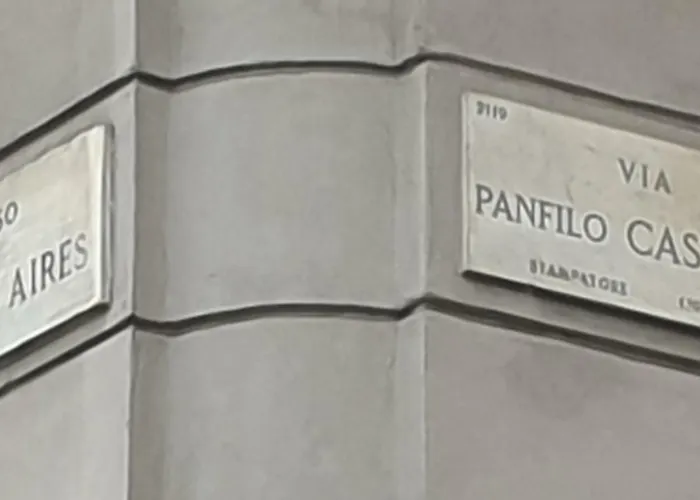 SO
AIRES
2119
VIA
PANFILO CAS
STAMPATORE